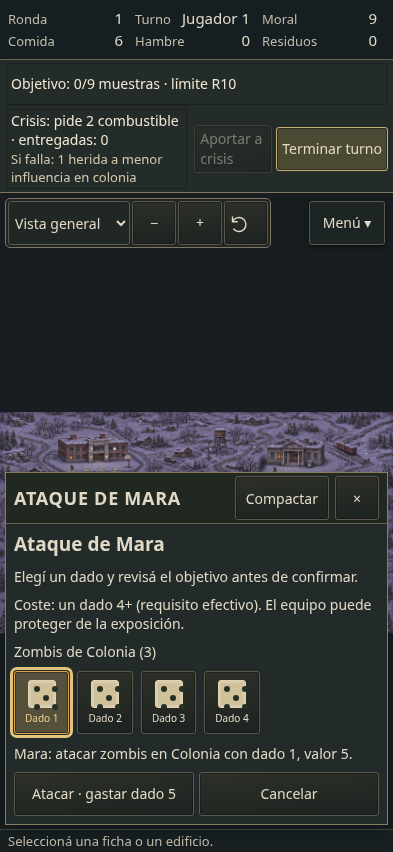 Ronda 1 Turno Jugador 1 Moral 9
Comida 6 Hambre 0 Residuos 0
Objetivo: 0/9 muestras · límite R10
Crisis: pide 2 combustible
· entregadas: 0
Si falla: 1 herida a menor
influencia en colonia
Aportar a
crisis
Terminar turno
Vista general − + Menú ▾
ATAQUE DE MARA Compactar ×
Ataque de Mara
Elegí un dado y revisá el objetivo antes de confirmar.
Coste: un dado 4+ (requisito efectivo). El equipo puede
proteger de la exposición.
Zombis de Colonia (3)
Dado 1 Dado 2 Dado 3 Dado 4
Mara: atacar zombis en Colonia con dado 1, valor 5.
Atacar · gastar dado 5 Cancelar
Seleccioná una ficha o un edificio.